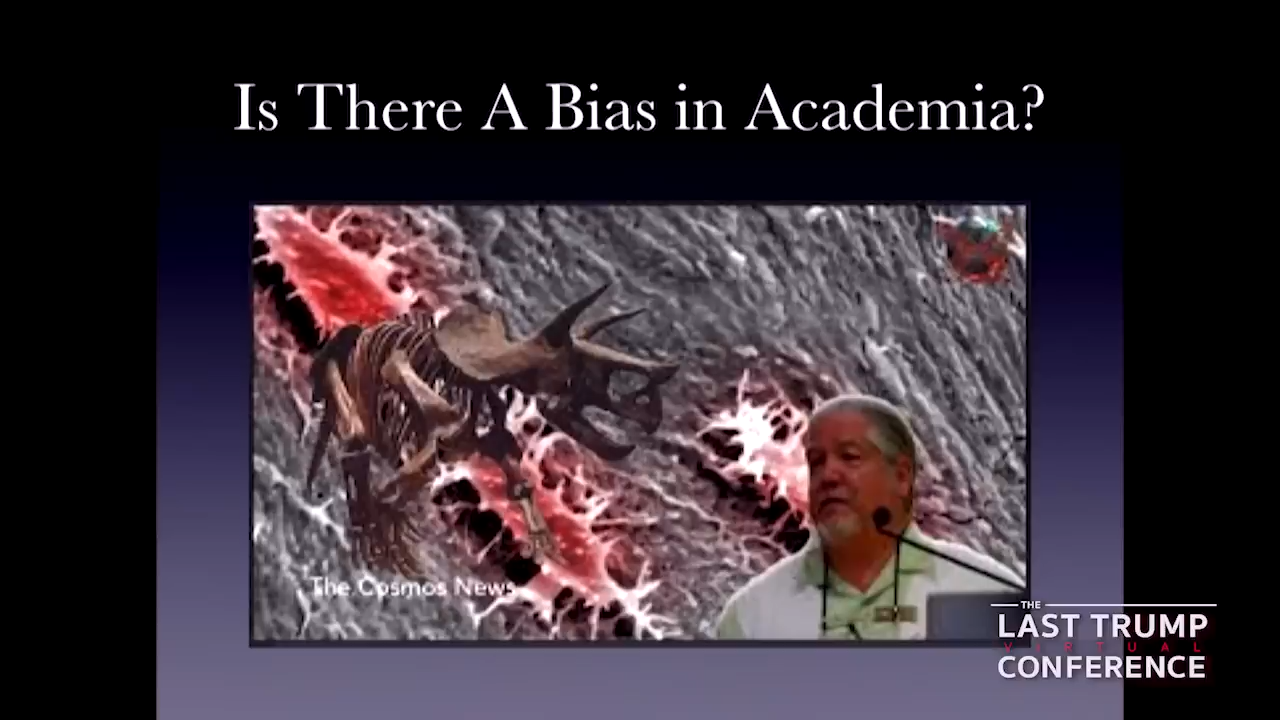 Is There A Bias in Academia?
The Cosmos News
THE
LAST TRUMP
VIRTUAL
CONFERENCE